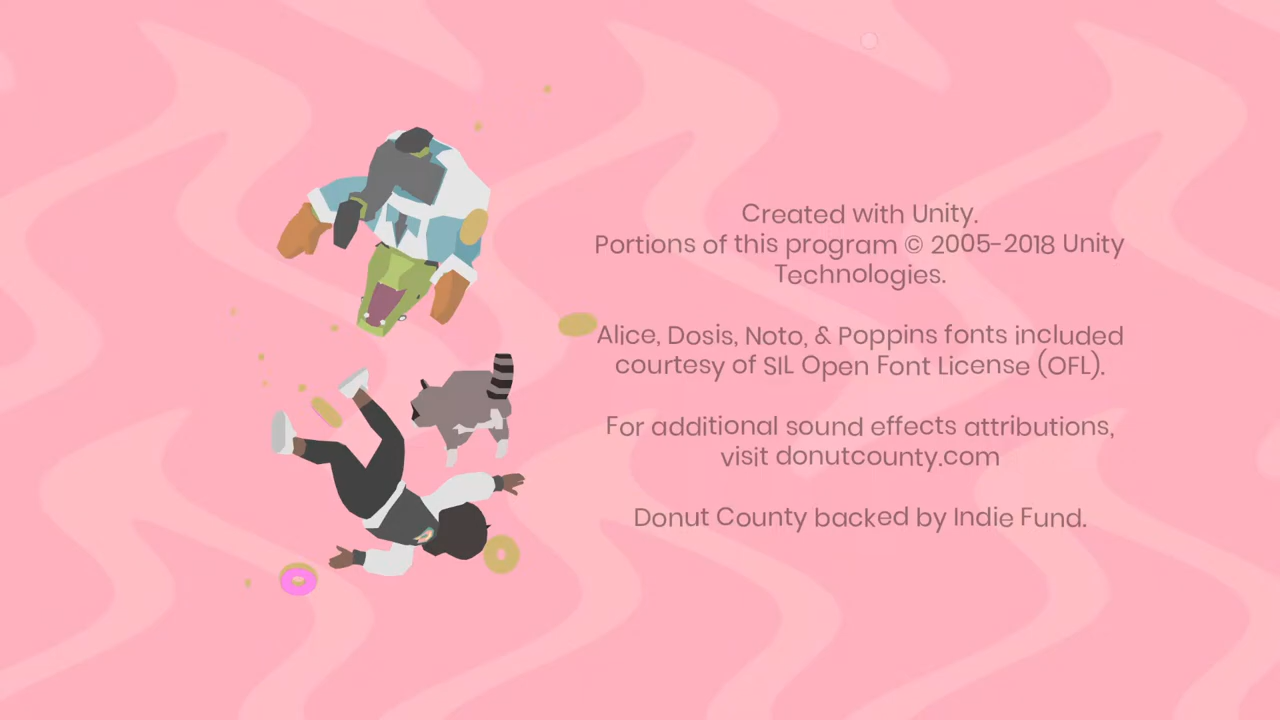 Created with Unity.
Portions of this program © 2005-2018 Unity
Technologies.
Alice, Dosis, Noto, & Poppins fonts included
courtesy of SIL Open Font License (OFL).
For additional sound effects attributions,
visit donutcounty.com
Donut County backed by Indie Fund.